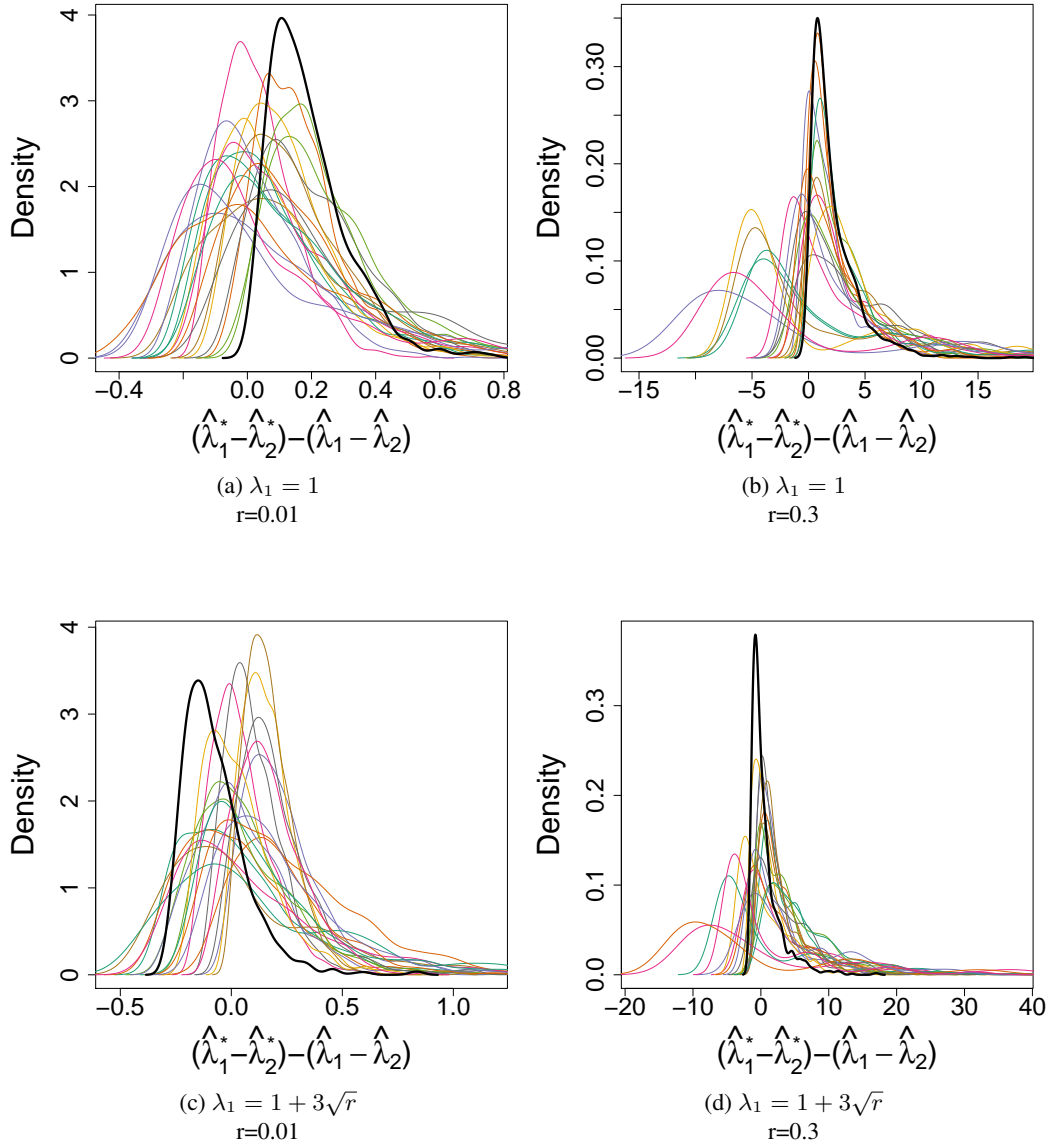 Density
0 1 2 3 4
−0.4 0.0 0.2 0.4 0.6 0.8
(λ̂₁*−λ̂₂*)−(λ̂₁−λ̂₂)
(a) λ₁ = 1
r=0.01
Density
0.00 0.10 0.20 0.30
−15 −5 0 5 10 15
(λ̂₁*−λ̂₂*)−(λ̂₁−λ̂₂)
(b) λ₁ = 1
r=0.3
Density
0 1 2 3 4
−0.5 0.0 0.5 1.0
(λ̂₁*−λ̂₂*)−(λ̂₁−λ̂₂)
(c) λ₁ = 1 + 3√r
r=0.01
Density
0.0 0.1 0.2 0.3
−20 −10 0 10 20 30 40
(λ̂₁*−λ̂₂*)−(λ̂₁−λ̂₂)
(d) λ₁ = 1 + 3√r
r=0.3